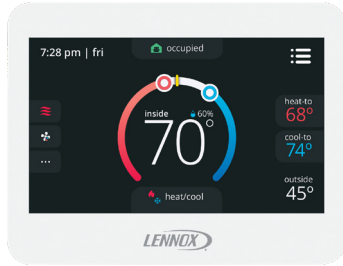 7:28 pm | fri
occupied
inside
60%
70°
heat-to
68°
cool-to
74°
outside
45°
heat/cool
LENNOX